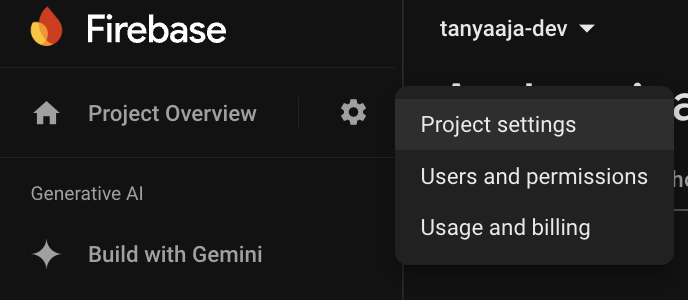 Firebase
tanyaaja-dev
Project Overview
Project settings
Users and permissions
Usage and billing
Generative AI
Build with Gemini